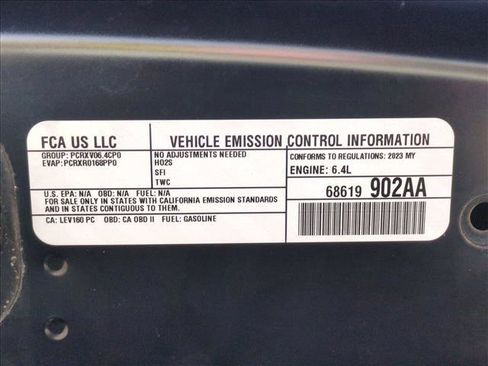 FCA US LLC
GROUP: PCRXV06.4CP0
EVAP: PCRXR0168PP0
VEHICLE EMISSION CONTROL INFORMATION
NO ADJUSTMENTS NEEDED
HO2S
SFI
TWC
CONFORMS TO REGULATIONS: 2023 MY
ENGINE: 6.4L
68619 902AA
U.S. EPA: N/A OBD: N/A FUEL: N/A
FOR SALE ONLY IN STATES WITH CALIFORNIA EMISSION STANDARDS
AND IN STATES CONTIGUOUS TO THEM.
CA: LEV160 PC OBD: CA OBD II FUEL: GASOLINE